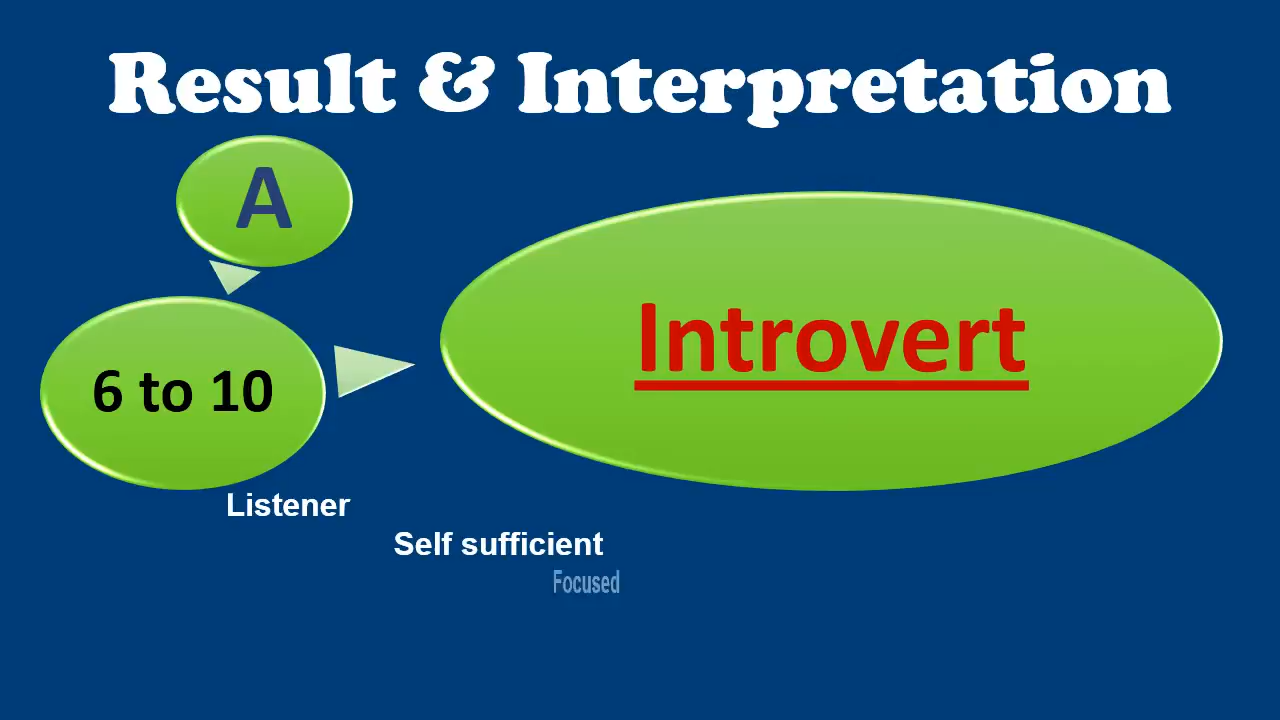 Result & Interpretation
A
6 to 10
Introvert
Listener
Self sufficient
Focused